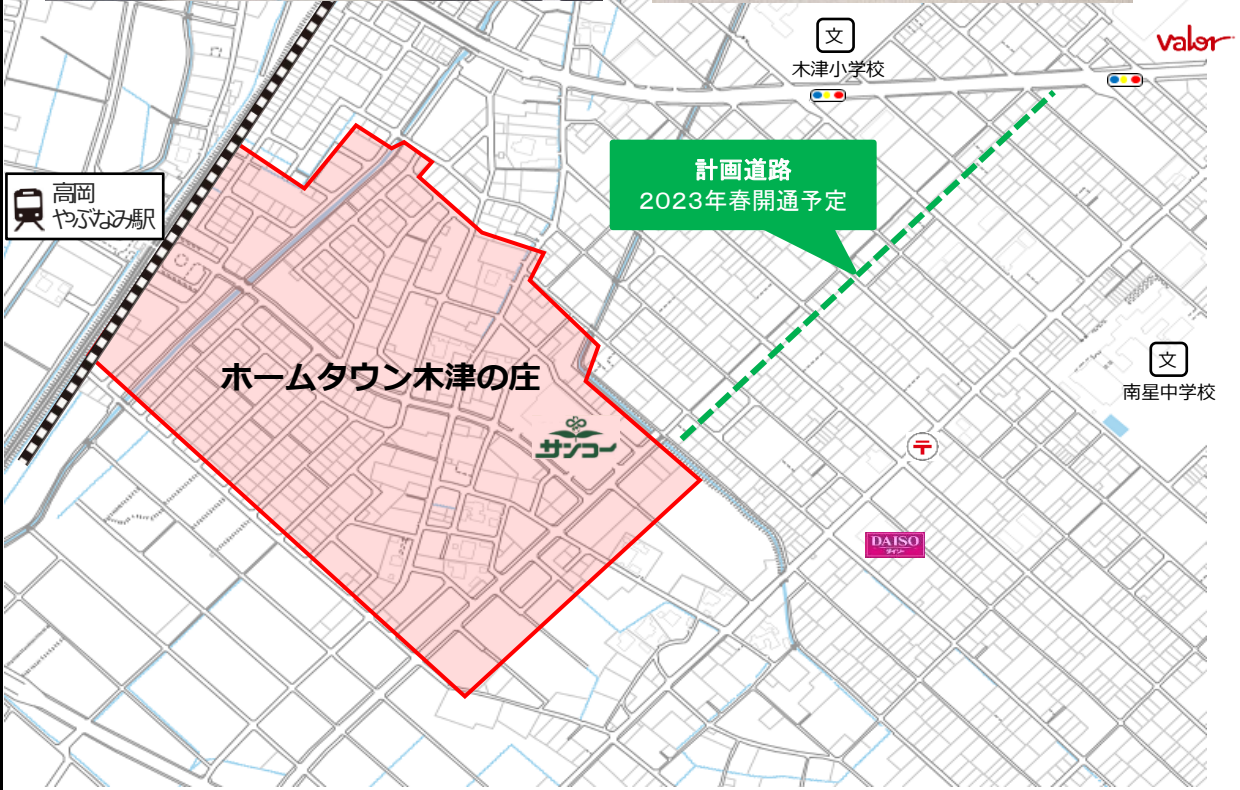 文
木津小学校
valor
計画道路
2023年春開通予定
高岡
やぶなみ駅
文
南星中学校
ホームタウン木津の庄
サンコー
〒
DAISO
ダイソー